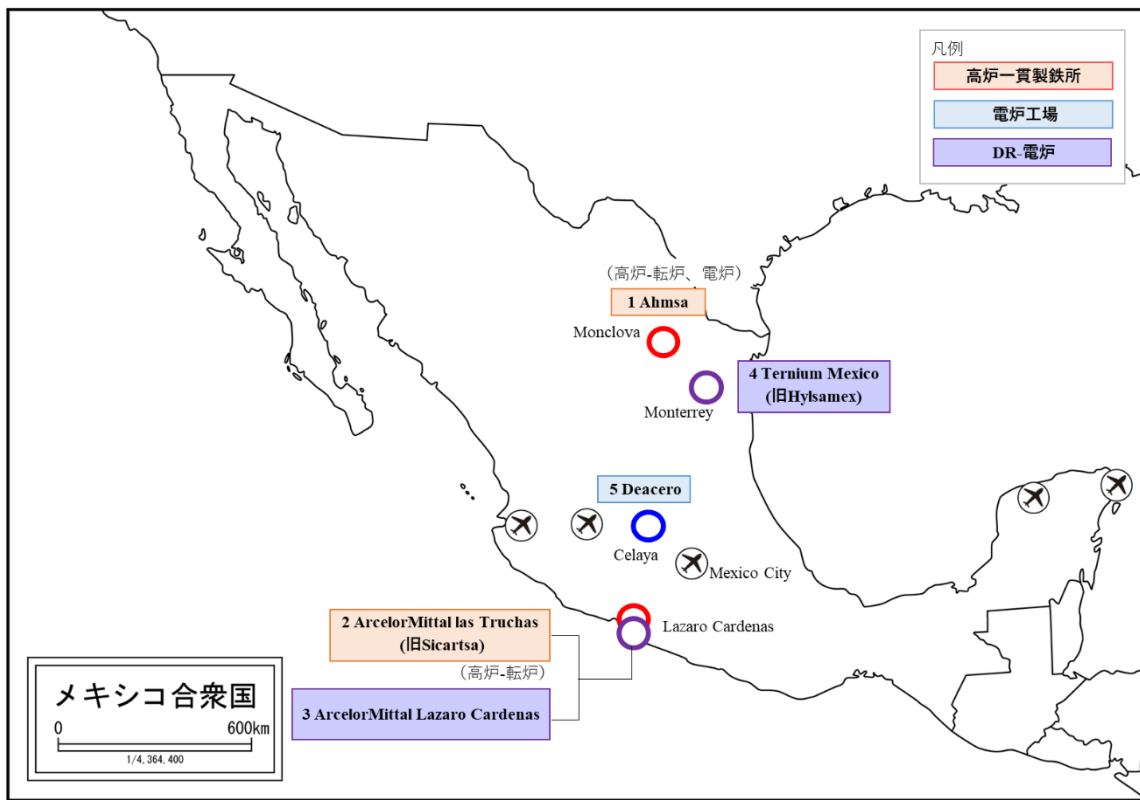 凡例
高炉一貫製鉄所
電炉工場
DR-電炉
（高炉-転炉、電炉）
1 Ahmsa
Monclova
4 Ternium Mexico
(旧Hylsamex)
Monterrey
5 Deacero
Celaya
Mexico City
2 ArcelorMittal las Truchas
(旧Sicartsa)
（高炉-転炉）
Lazaro Cardenas
3 ArcelorMittal Lazaro Cardenas
メキシコ合衆国
0 600km
1/4,364,400